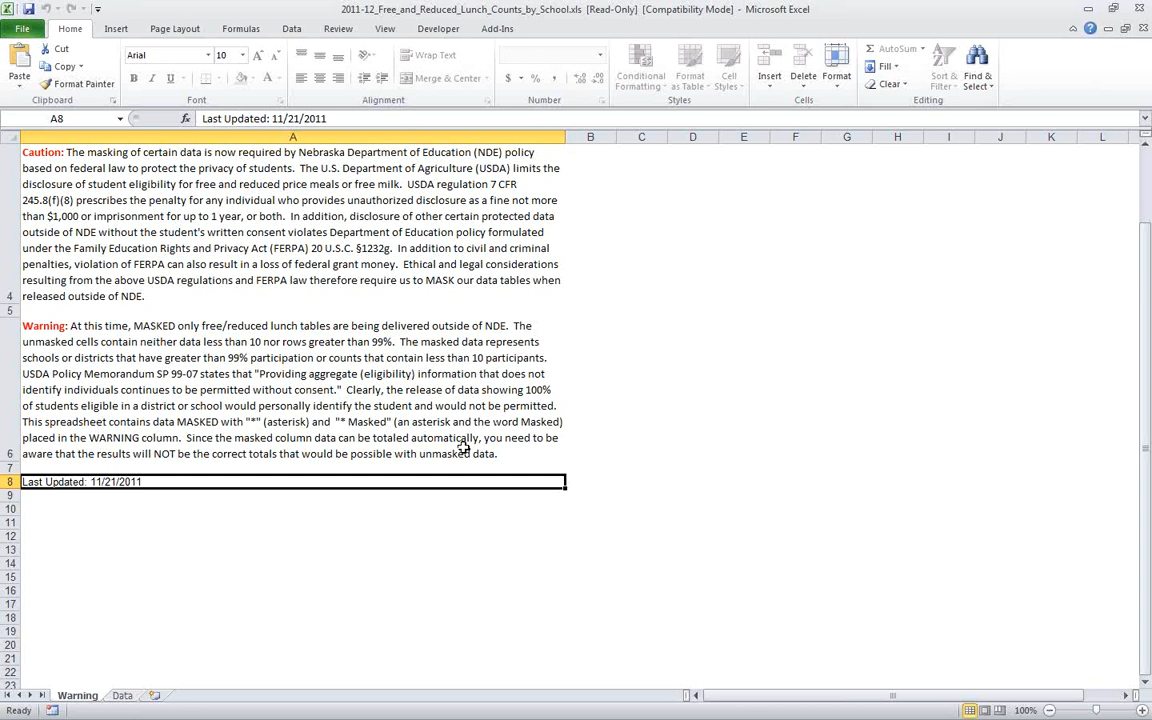 2011-12_Free_and_Reduced_Lunch_Counts_by_School.xls [Read-Only] [Compatibility Mode] - Microsoft Excel
File Home Insert Page Layout Formulas Data Review View Developer Add-Ins
Cut Arial 10 Wrap Text AutoSum
Copy Fill
Paste Format Painter Merge & Center $ % , Conditional Formatting Format as Table Cell Styles Insert Delete Format Clear Sort & Filter Find & Select
Clipboard Font Alignment Number Styles Cells Editing
A8 fx Last Updated: 11/21/2011
A B C D E F G H I J K L
Caution: The masking of certain data is now required by Nebraska Department of Education (NDE) policy
based on federal law to protect the privacy of students. The U.S. Department of Agriculture (USDA) limits the
disclosure of student eligibility for free and reduced price meals or free milk. USDA regulation 7 CFR
245.8(f)(8) prescribes the penalty for any individual who provides unauthorized disclosure as a fine not more
than $1,000 or imprisonment for up to 1 year, or both. In addition, disclosure of other certain protected data
outside of NDE without the student's written consent violates Department of Education policy formulated
under the Family Education Rights and Privacy Act (FERPA) 20 U.S.C. §1232g. In addition to civil and criminal
penalties, violation of FERPA can also result in a loss of federal grant money. Ethical and legal considerations
resulting from the above USDA regulations and FERPA law therefore require us to MASK our data tables when
4 released outside of NDE.
5
Warning: At this time, MASKED only free/reduced lunch tables are being delivered outside of NDE. The
unmasked cells contain neither data less than 10 nor rows greater than 99%. The masked data represents
schools or districts that have greater than 99% participation or counts that contain less than 10 participants.
USDA Policy Memorandum SP 99-07 states that "Providing aggregate (eligibility) information that does not
identify individuals continues to be permitted without consent." Clearly, the release of data showing 100%
of students eligible in a district or school would personally identify the student and would not be permitted.
This spreadsheet contains data MASKED with "*" (asterisk) and "* Masked" (an asterisk and the word Masked)
placed in the WARNING column. Since the masked column data can be totaled automatically, you need to be
6 aware that the results will NOT be the correct totals that would be possible with unmasked data.
7
8 Last Updated: 11/21/2011
9
10
11
12
13
14
15
16
17
18
19
20
21
22
23
Warning Data
Ready 100%